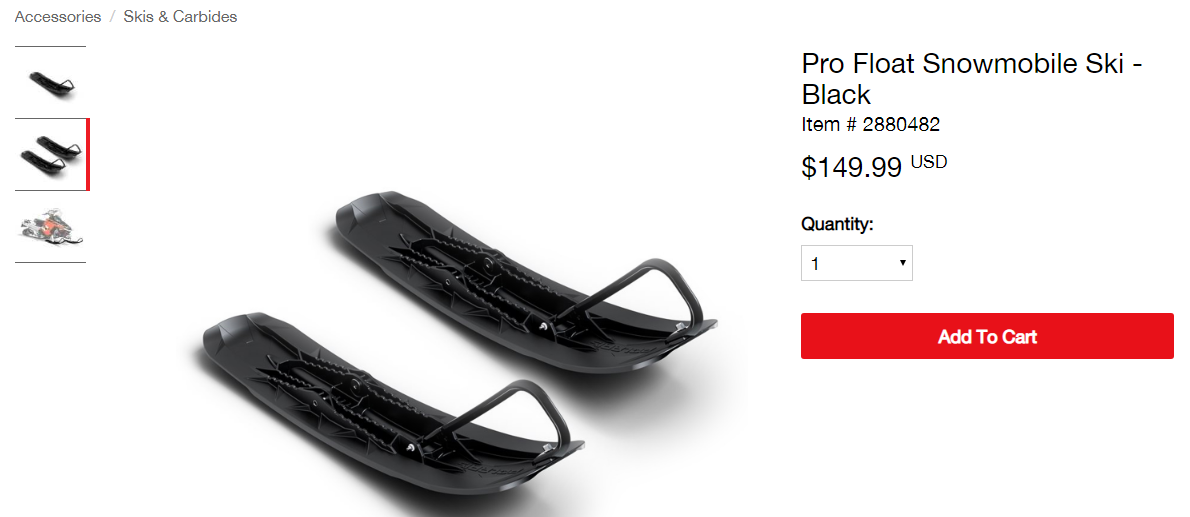 Accessories / Skis & Carbides
Pro Float Snowmobile Ski -
Black
Item # 2880482
$149.99 USD
Quantity:
1
Add To Cart